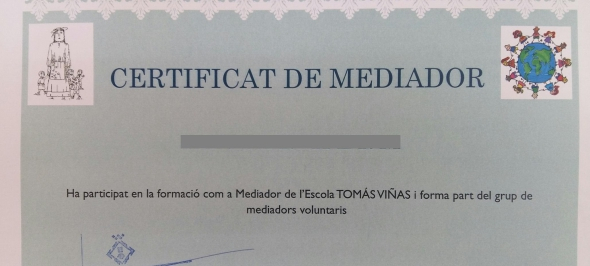 CERTIFICAT DE MEDIADOR
Ha participat en la formació com a Mediador de l'Escola TOMÁS VIÑAS i forma part del grup de
mediadors voluntaris